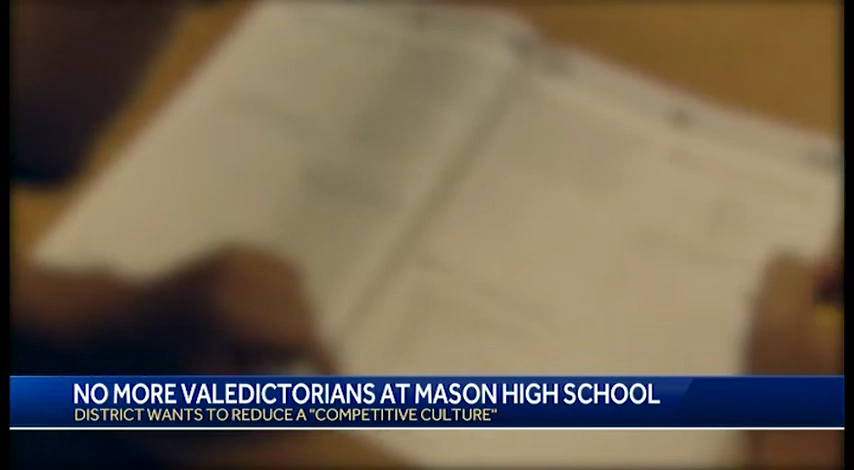 NO MORE VALEDICTORIANS AT MASON HIGH SCHOOL
DISTRICT WANTS TO REDUCE A "COMPETITIVE CULTURE"